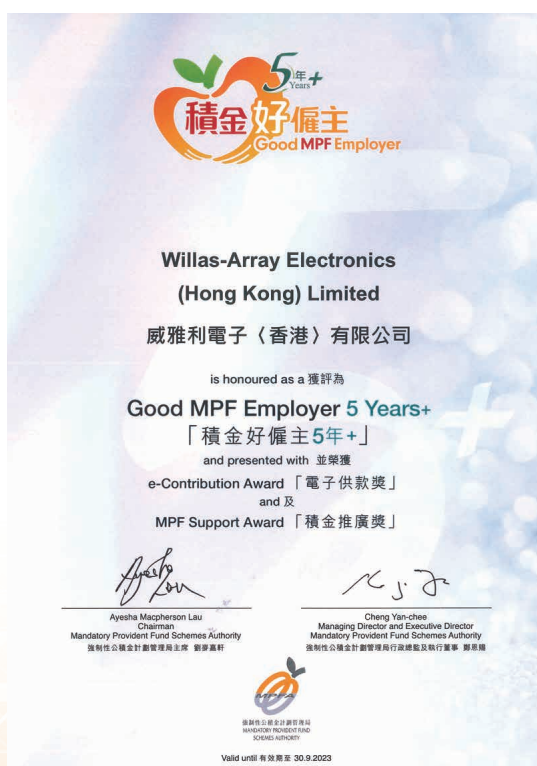 5年+
Years
積金好僱主
Good MPF Employer
Willas-Array Electronics
(Hong Kong) Limited
威雅利電子〈香港〉有限公司
is honoured as a 獲評為
Good MPF Employer 5 Years+
「積金好僱主5年+」
and presented with 並榮獲
e-Contribution Award「電子供款獎」
and 及
MPF Support Award「積金推廣獎」
Ayesha Macpherson Lau
Chairman
Mandatory Provident Fund Schemes Authority
強制性公積金計劃管理局主席 劉麥嘉軒
Cheng Yan-chee
Managing Director and Executive Director
Mandatory Provident Fund Schemes Authority
強制性公積金計劃管理局行政總監及執行董事 鄭恩賜
MPFA
強制性公積金計劃管理局
MANDATORY PROVIDENT FUND
SCHEMES AUTHORITY
Valid until 有效期至 30.9.2023